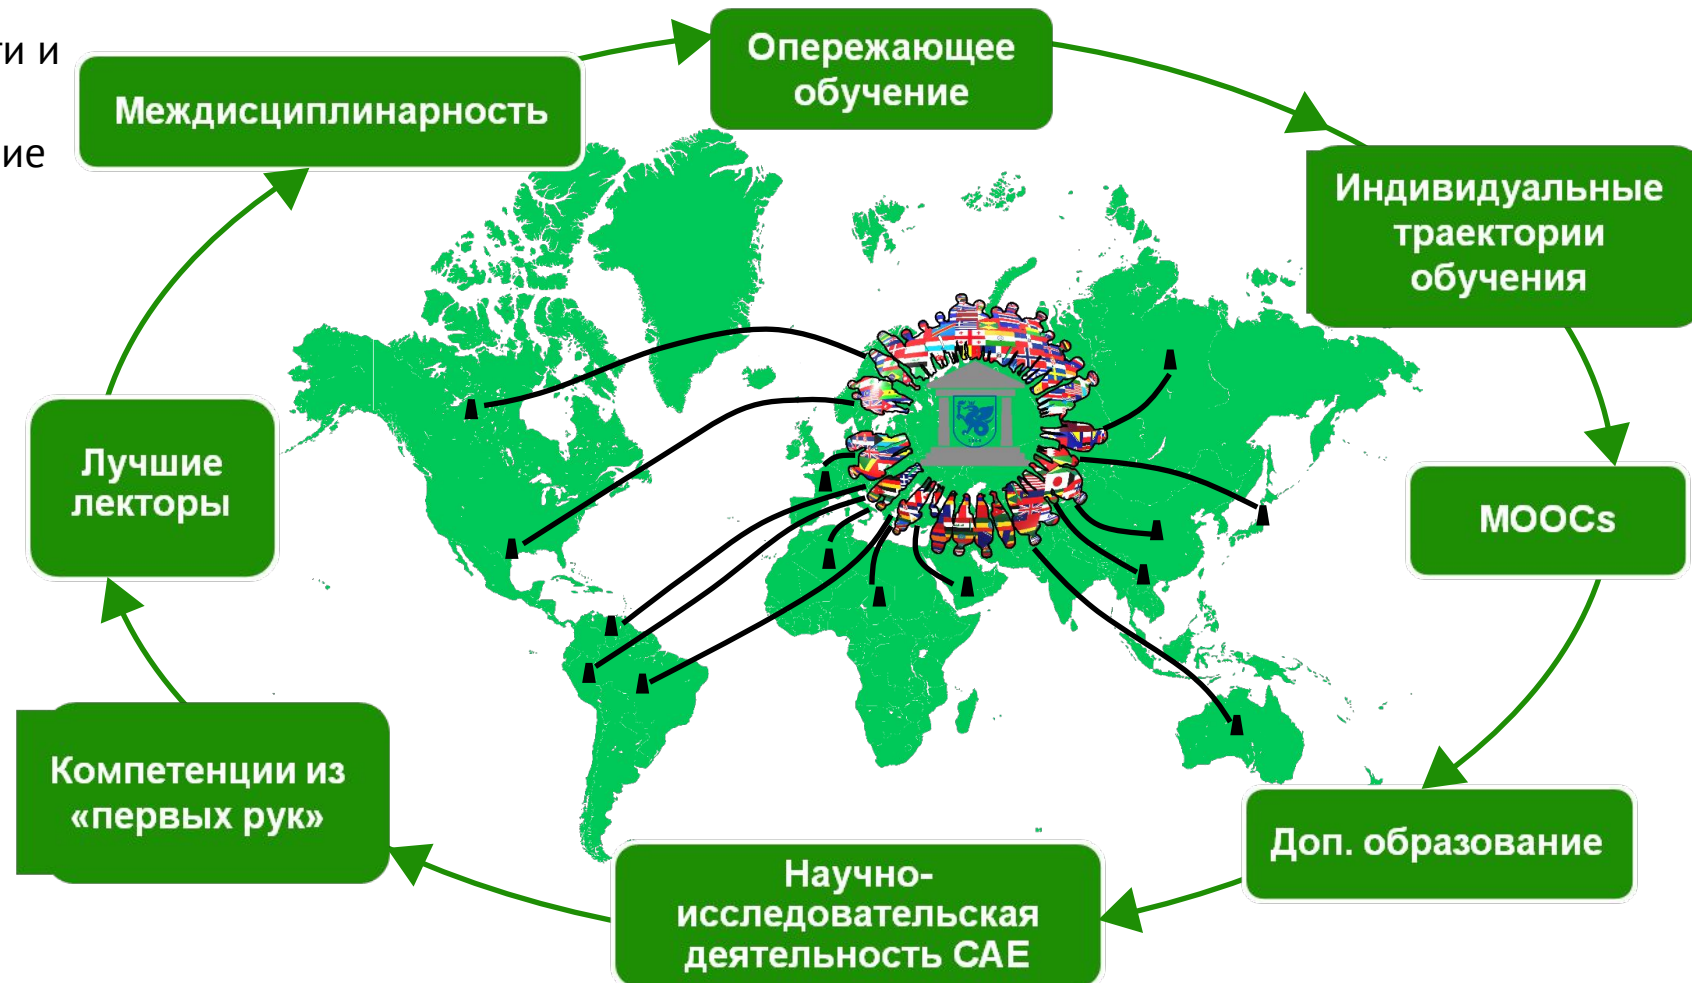 ти и
ие
Междисциплинарность
Опережающее
обучение
Индивидуальные
траектории
обучения
MOOCs
Доп. образование
Научно-
исследовательская
деятельность САЕ
Компетенции из
«первых рук»
Лучшие
лекторы